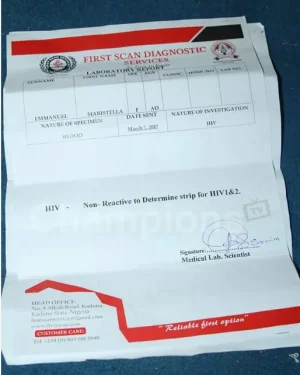 FIRST SCAN DIAGNOSTIC
SERVICES
LABORATORY REPORT
SURNAME FIRST NAME SEX AGE
EMMANUEL MARISTELLA F AD
NATURE OF SPECIMEN DATE SENT NATURE OF INVESTIGATION
BLOOD March 7, 2017 HIV
HIV - Non- Reactive to Determine strip for HIV1&2.
Signature:
Medical Lab. Scientist
HEAD OFFICE:
Kaduna State Nigeria
CUSTOMER CARE:
"Reliable first option"